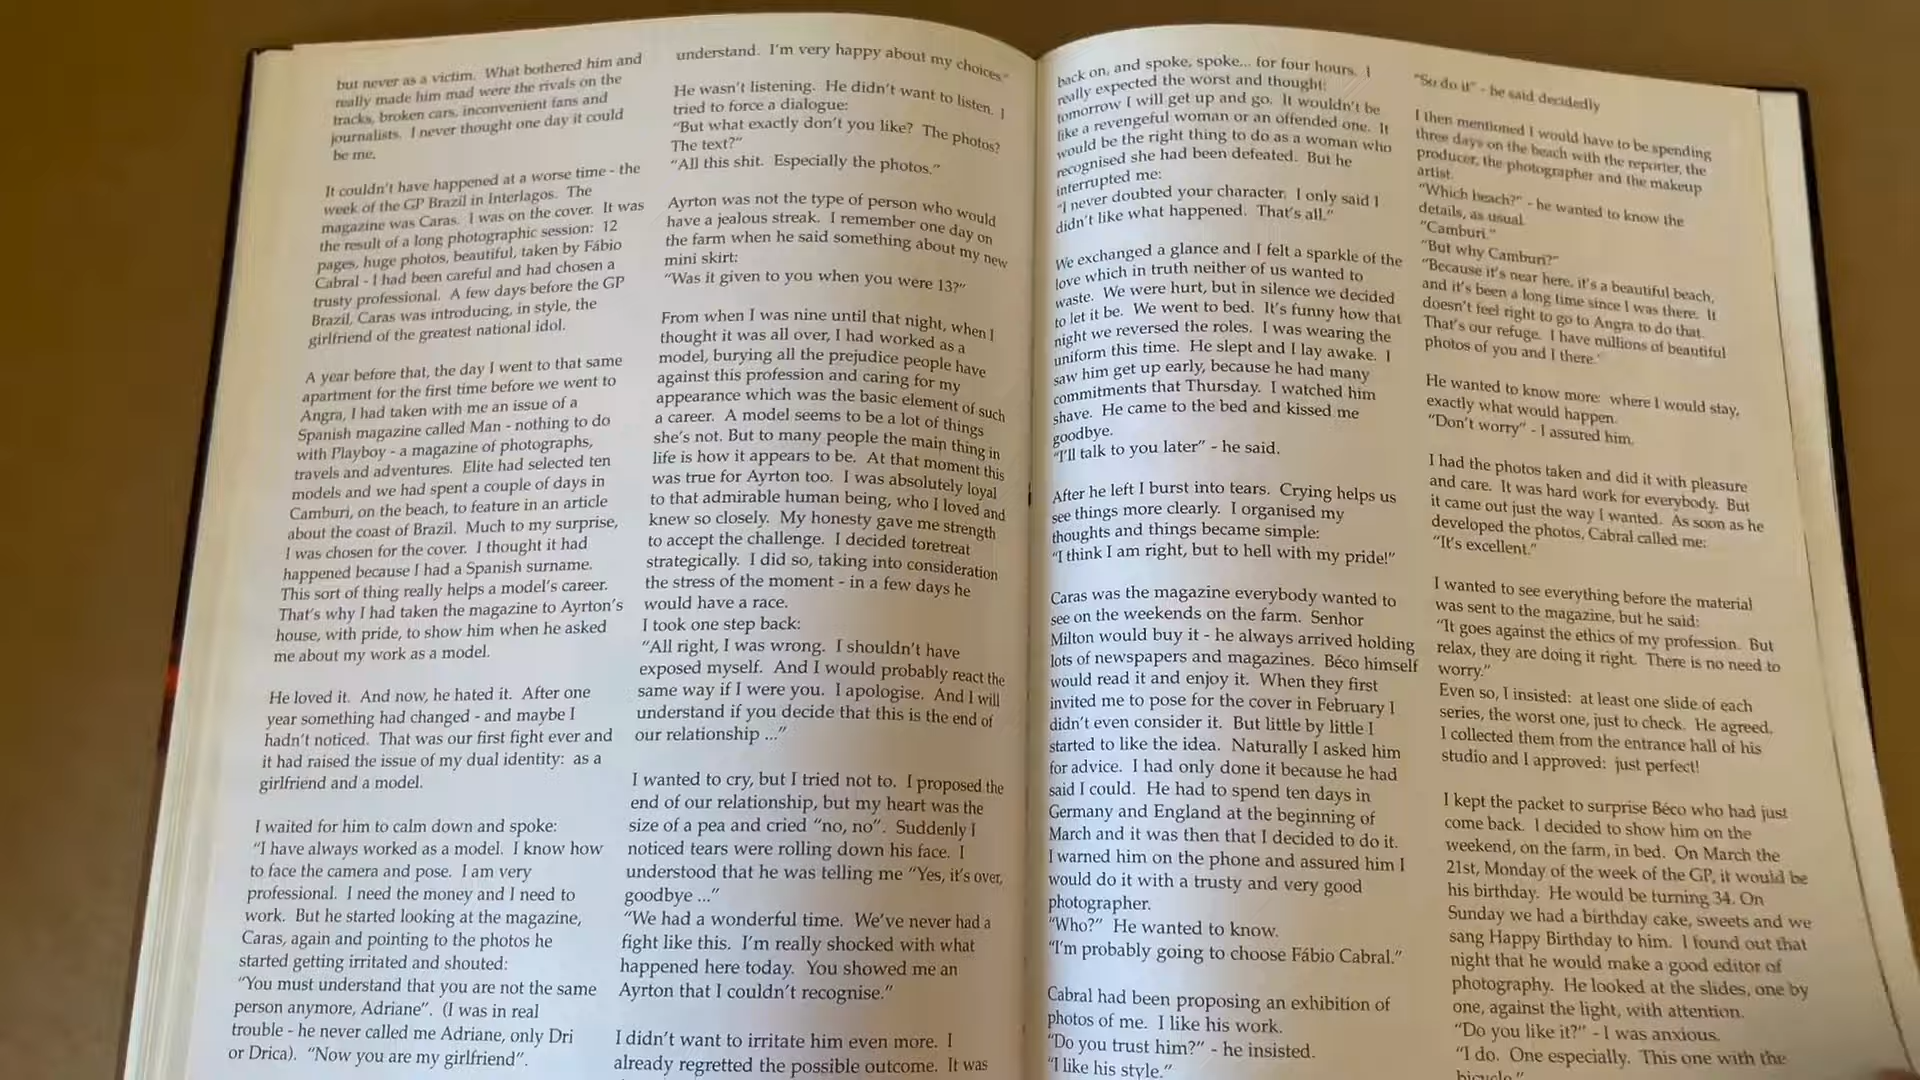 but never as a victim. What bothered him and
really made him mad were the rivals on the
tracks, broken cars, inconvenient fans and
journalists. I never thought one day it could
be me.
It couldn't have happened at a worse time - the
week of the GP Brazil in Interlagos. The
magazine was Caras. I was on the cover. It was
the result of a long photographic session: 12
pages, huge photos, beautiful, taken by Fábio
Cabral - I had been careful and had chosen a
trusty professional. A few days before the GP
Brazil, Caras was introducing, in style, the
girlfriend of the greatest national idol.
A year before that, the day I went to that same
apartment for the first time before we went to
Angra, I had taken with me an issue of a
Spanish magazine called Man - nothing to do
with Playboy - a magazine of photographs,
travels and adventures. Elite had selected ten
models and we had spent a couple of days in
Camburi, on the beach, to feature in an article
about the coast of Brazil. Much to my surprise,
I was chosen for the cover. I thought it had
happened because I had a Spanish surname.
This sort of thing really helps a model's career.
That's why I had taken the magazine to Ayrton's
house, with pride, to show him when he asked
me about my work as a model.
He loved it. And now, he hated it. After one
year something had changed - and maybe I
hadn't noticed. That was our first fight ever and
it had raised the issue of my dual identity: as a
girlfriend and a model.
I waited for him to calm down and spoke:
"I have always worked as a model. I know how
to face the camera and pose. I am very
professional. I need the money and I need to
work. But he started looking at the magazine,
Caras, again and pointing to the photos he
started getting irritated and shouted:
"You must understand that you are not the same
person anymore, Adriane". (I was in real
trouble - he never called me Adriane, only Dri
or Drica). "Now you are my girlfriend".
understand. I'm very happy about my choices."
He wasn't listening. He didn't want to listen. I
tried to force a dialogue:
"But what exactly don't you like? The photos?
The text?"
"All this shit. Especially the photos."
Ayrton was not the type of person who would
have a jealous streak. I remember one day on
the farm when he said something about my new
mini skirt:
"Was it given to you when you were 13?"
From when I was nine until that night, when I
thought it was all over, I had worked as a
model, burying all the prejudice people have
against this profession and caring for my
appearance which was the basic element of such
a career. A model seems to be a lot of things
she's not. But to many people the main thing in
life is how it appears to be. At that moment this
was true for Ayrton too. I was absolutely loyal
to that admirable human being, who I loved and
knew so closely. My honesty gave me strength
to accept the challenge. I decided toretreat
strategically. I did so, taking into consideration
the stress of the moment - in a few days he
would have a race.
I took one step back:
"All right, I was wrong. I shouldn't have
exposed myself. And I would probably react the
same way if I were you. I apologise. And I will
understand if you decide that this is the end of
our relationship ..."
I wanted to cry, but I tried not to. I proposed the
end of our relationship, but my heart was the
size of a pea and cried "no, no". Suddenly I
noticed tears were rolling down his face. I
understood that he was telling me "Yes, it's over,
goodbye ..."
"We had a wonderful time. We've never had a
fight like this. I'm really shocked with what
happened here today. You showed me an
Ayrton that I couldn't recognise."
I didn't want to irritate him even more. I
already regretted the possible outcome. It was
back on, and spoke, spoke... for four hours. I
really expected the worst and thought:
tomorrow I will get up and go. It wouldn't be
like a revengeful woman or an offended one. It
would be the right thing to do as a woman who
recognised she had been defeated. But he
interrupted me:
"I never doubted your character. I only said I
didn't like what happened. That's all."
We exchanged a glance and I felt a sparkle of the
love which in truth neither of us wanted to
waste. We were hurt, but in silence we decided
to let it be. We went to bed. It's funny how that
night we reversed the roles. I was wearing the
uniform this time. He slept and I lay awake. I
saw him get up early, because he had many
commitments that Thursday. I watched him
shave. He came to the bed and kissed me
goodbye.
"I'll talk to you later" - he said.
After he left I burst into tears. Crying helps us
see things more clearly. I organised my
thoughts and things became simple:
"I think I am right, but to hell with my pride!"
Caras was the magazine everybody wanted to
see on the weekends on the farm. Senhor
Milton would buy it - he always arrived holding
lots of newspapers and magazines. Béco himself
would read it and enjoy it. When they first
invited me to pose for the cover in February I
didn't even consider it. But little by little I
started to like the idea. Naturally I asked him
for advice. I had only done it because he had
said I could. He had to spend ten days in
Germany and England at the beginning of
March and it was then that I decided to do it.
I warned him on the phone and assured him I
would do it with a trusty and very good
photographer.
"Who?" He wanted to know.
"I'm probably going to choose Fábio Cabral."
Cabral had been proposing an exhibition of
photos of me. I like his work.
"Do you trust him?" - he insisted.
"I like his style."
"So do it" - he said decidedly
I then mentioned I would have to be spending
three days on the beach with the reporter, the
producer, the photographer and the makeup
artist.
"Which beach?" - he wanted to know the
details, as usual.
"Camburi."
"But why Camburi?"
"Because it's near here, it's a beautiful beach,
and it's been a long time since I was there. It
doesn't feel right to go to Angra to do that.
That's our refuge. I have millions of beautiful
photos of you and I there."
He wanted to know more: where I would stay,
exactly what would happen.
"Don't worry" - I assured him.
I had the photos taken and did it with pleasure
and care. It was hard work for everybody. But
it came out just the way I wanted. As soon as he
developed the photos, Cabral called me:
"It's excellent."
I wanted to see everything before the material
was sent to the magazine, but he said:
"It goes against the ethics of my profession. But
relax, they are doing it right. There is no need to
worry."
Even so, I insisted: at least one slide of each
series, the worst one, just to check. He agreed.
I collected them from the entrance hall of his
studio and I approved: just perfect!
I kept the packet to surprise Béco who had just
come back. I decided to show him on the
weekend, on the farm, in bed. On March the
21st, Monday of the week of the GP, it would be
his birthday. He would be turning 34. On
Sunday we had a birthday cake, sweets and we
sang Happy Birthday to him. I found out that
night that he would make a good editor of
photography. He looked at the slides, one by
one, against the light, with attention.
"Do you like it?" - I was anxious.
"I do. One especially. This one with the
bicycle."